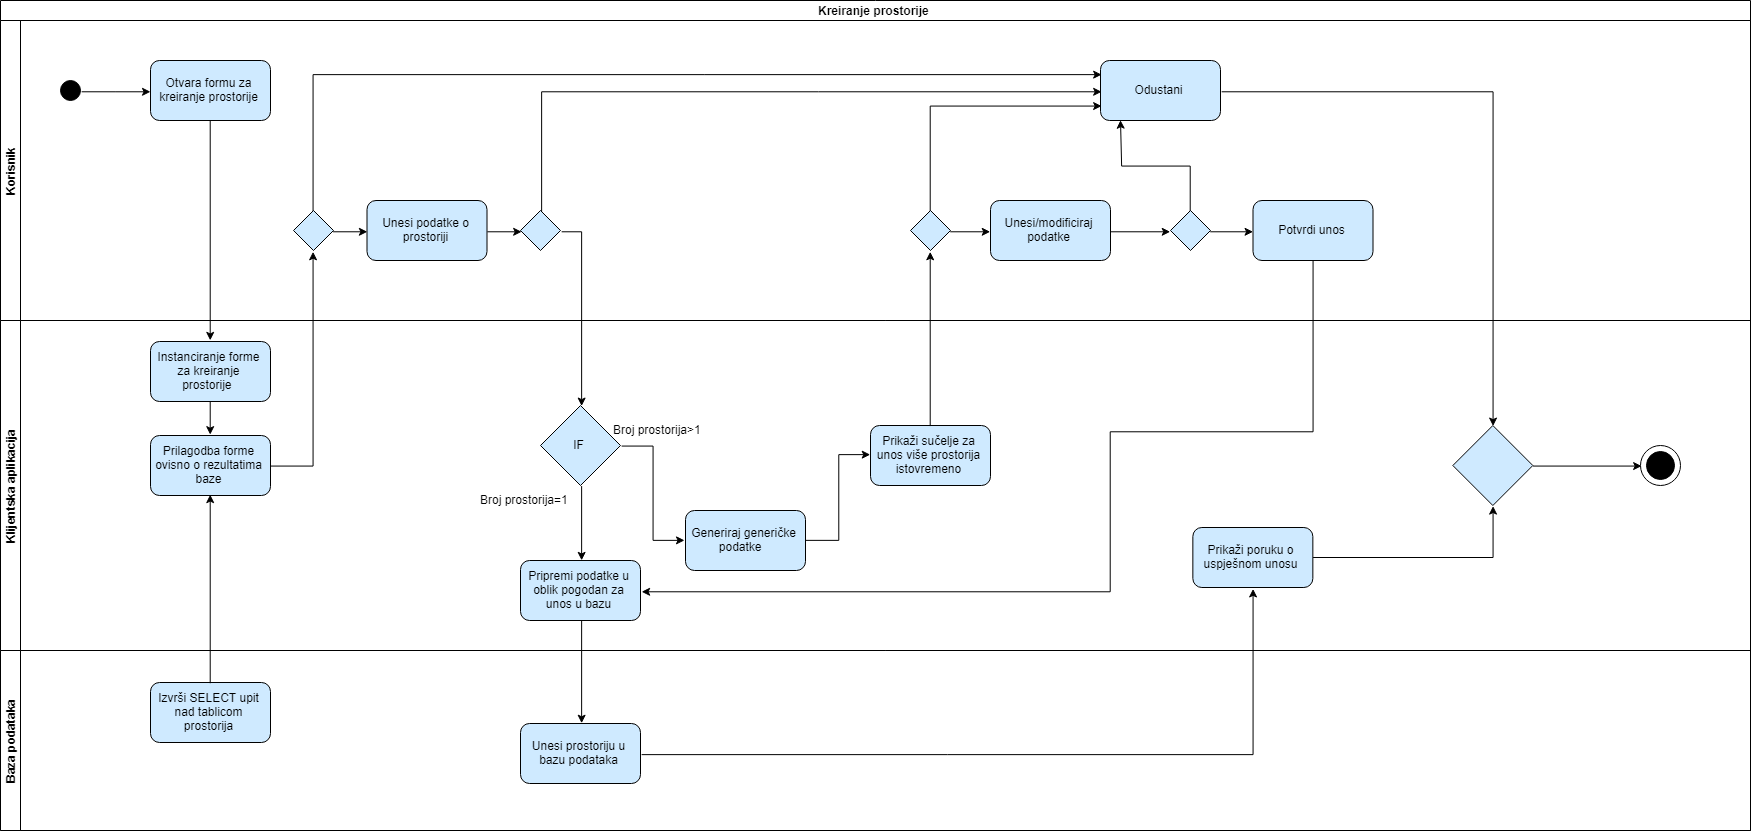 Kreiranje prostorije
Korisnik
Otvara formu za
kreiranje prostorije
Odustani
Unesi podatke o
prostoriji
Unesi/modificiraj
podatke
Potvrdi unos
Klijentska aplikacija
Instanciranje forme
za kreiranje
prostorije
Prilagodba forme
ovisno o rezultatima
baze
IF
Broj prostorija>1
Broj prostorija=1
Prikaži sučelje za
unos više prostorija
istovremeno
Generiraj generičke
podatke
Pripremi podatke u
oblik pogodan za
unos u bazu
Prikaži poruku o
uspješnom unosu
Baza podataka
Izvrši SELECT upit
nad tablicom
prostorija
Unesi prostoriju u
bazu podataka